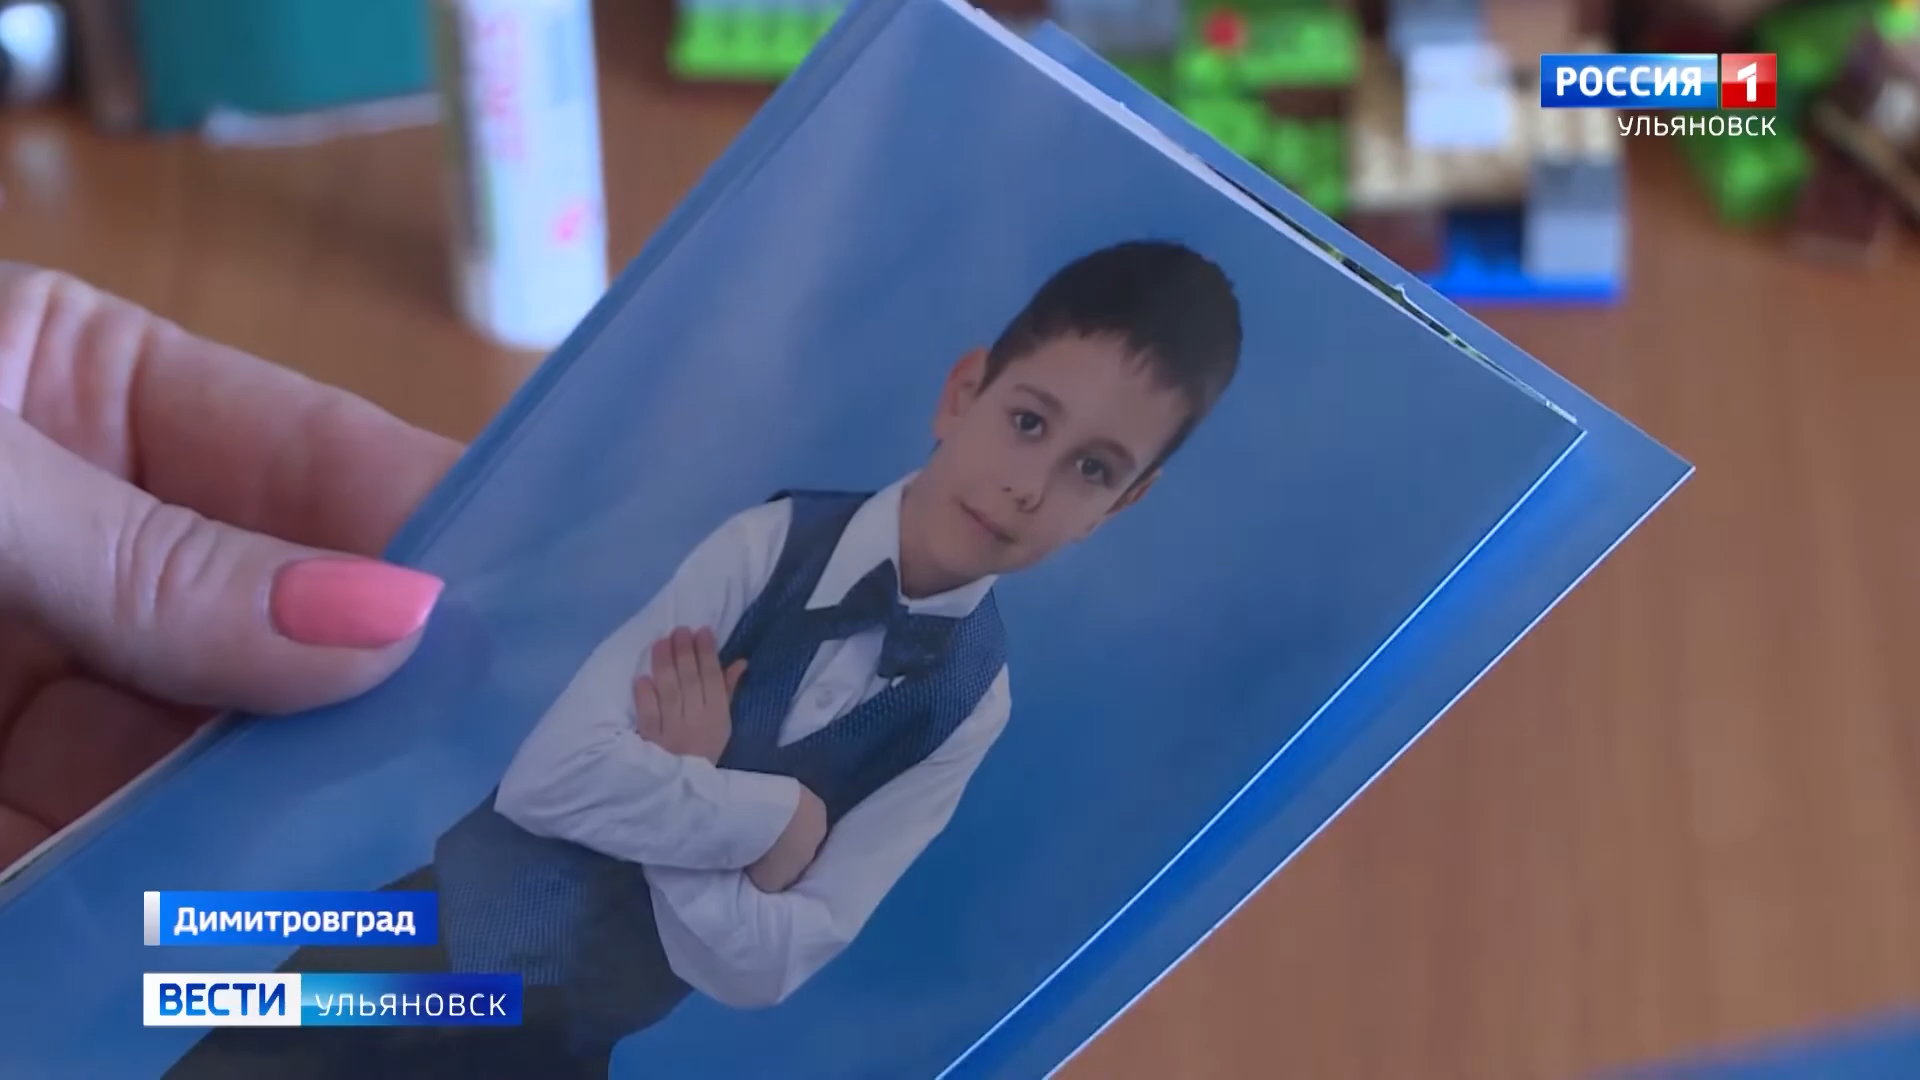 РОССИЯ 1
УЛЬЯНОВСК
Димитровград
ВЕСТИ УЛЬЯНОВСК